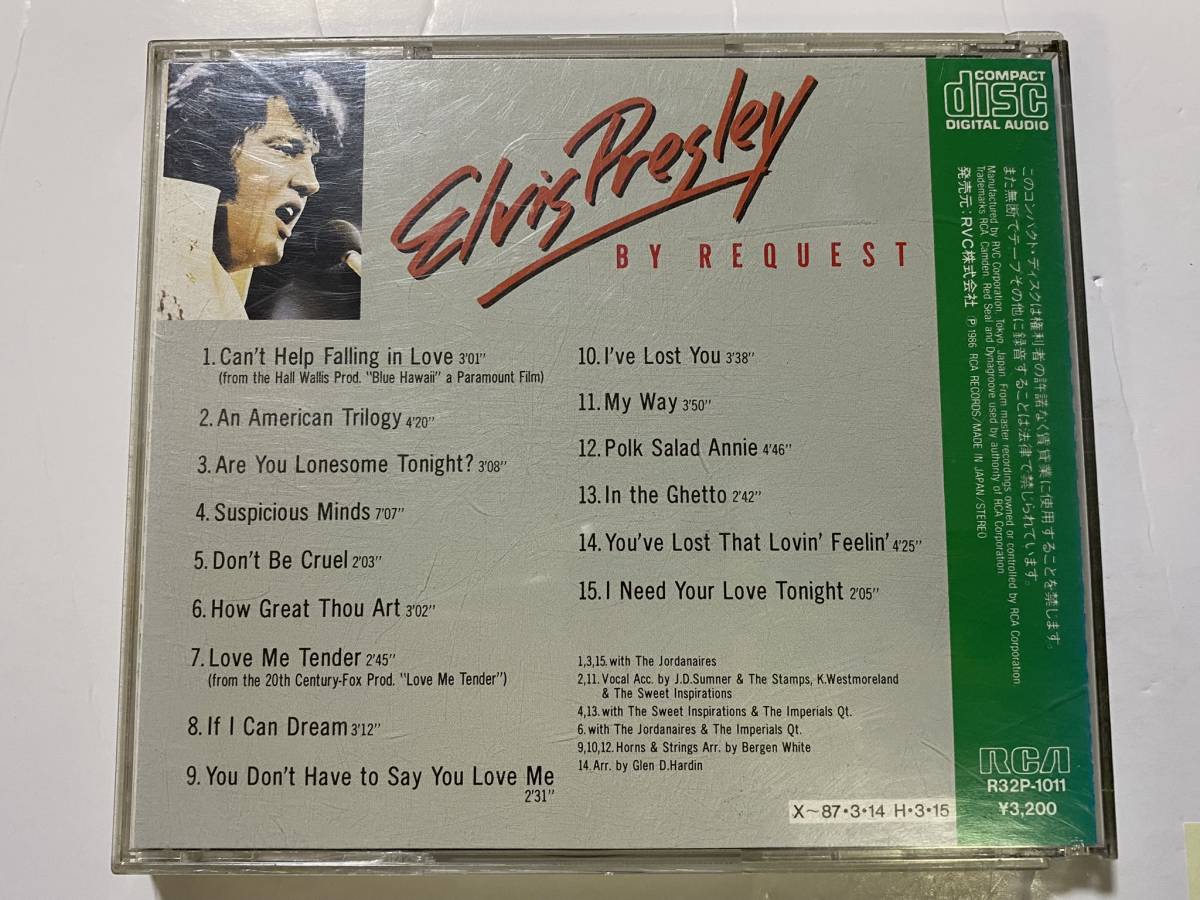 Elvis Presley
BY REQUEST
1. Can't Help Falling in Love 3'01"
(from the Hall Wallis Prod. "Blue Hawaii" a Paramount Film)
2. An American Trilogy 4'20"
3. Are You Lonesome Tonight? 3'08"
4. Suspicious Minds 7'07"
5. Don't Be Cruel 2'03"
6. How Great Thou Art 3'02"
7. Love Me Tender 2'45"
(from the 20th Century-Fox Prod. "Love Me Tender")
8. If I Can Dream 3'12"
9. You Don't Have to Say You Love Me
2'31"
10. I've Lost You 3'38"
11. My Way 3'50"
12. Polk Salad Annie 4'46"
13. In the Ghetto 2'42"
14. You've Lost That Lovin' Feelin' 4'25"
15. I Need Your Love Tonight 2'05"
1,3,15. with The Jordanaires
2,11. Vocal Acc. by J.D.Sumner & The Stamps, K.Westmoreland
& The Sweet Inspirations
4,13. with The Sweet Inspirations & The Imperials Qt.
6. with The Jordanaires & The Imperials Qt.
9,10,12. Horns & Strings Arr. by Bergen White
14. Arr. by Glen D.Hardin
X~87・3・14 H・3・15
COMPACT
disc
DIGITAL AUDIO
このコンパクト・ディスクは権利者の許諾なく賃貸業に使用することを禁じます。
また無断でテープその他に録音することは法律で禁じられています。
Manufactured by RVC Corporation, Tokyo, Japan. From master recordings owned or controlled by RCA Corporation
Trademarks RCA, Camden, Red Seal and Dynagroove used by authority of RCA Corporation.
発売元:RVC株式会社 Ⓟ1986 RCA RECORDS/MADE IN JAPAN/STEREO
RCA
R32P-1011
¥3,200